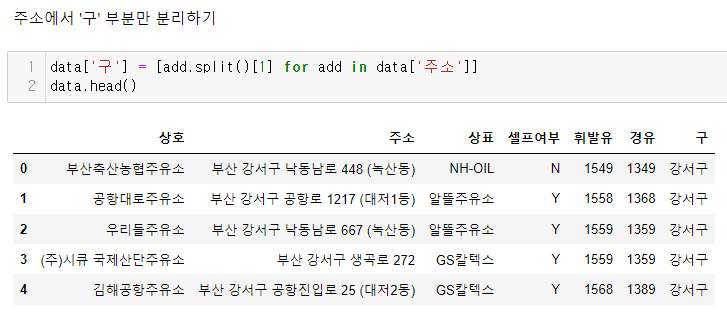 주소에서 '구' 부분만 분리하기
1 data['구'] = [add.split()[1] for add in data['주소']]
2 data.head()
상호 주소 상표 셀프여부 휘발유 경유 구
0 부산축산농협주유소 부산 강서구 낙동남로 448 (녹산동) NH-OIL N 1549 1349 강서구
1 공항대로주유소 부산 강서구 공항로 1217 (대저1동) 알뜰주유소 Y 1558 1368 강서구
2 우리들주유소 부산 강서구 낙동남로 667 (녹산동) 알뜰주유소 Y 1559 1359 강서구
3 (주)시큐 국제산단주유소 부산 강서구 생곡로 272 GS칼텍스 Y 1559 1359 강서구
4 김해공항주유소 부산 강서구 공항진입로 25 (대저2동) GS칼텍스 Y 1568 1389 강서구